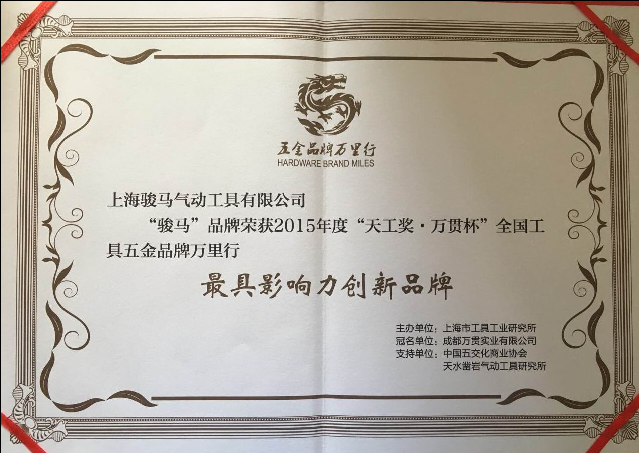 五金品牌万里行
HARDWARE BRAND MILES
上海骏马气动工具有限公司
“骏马”品牌荣获2015年度“天工奖·万贯杯”全国工
具五金品牌万里行
最具影响力创新品牌
主办单位：上海市工具工业研究所
冠名单位：成都万贯实业有限公司
支持单位：中国五交化商业协会
天水凿岩气动工具研究所